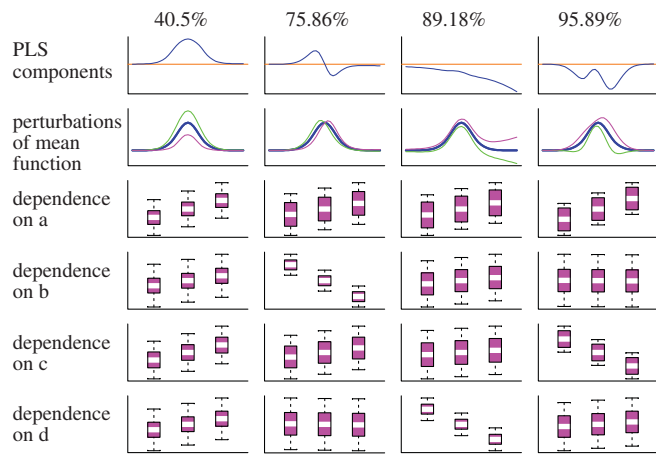 40.5% 75.86% 89.18% 95.89%
PLS
components
perturbations
of mean
function
dependence
on a
dependence
on b
dependence
on c
dependence
on d